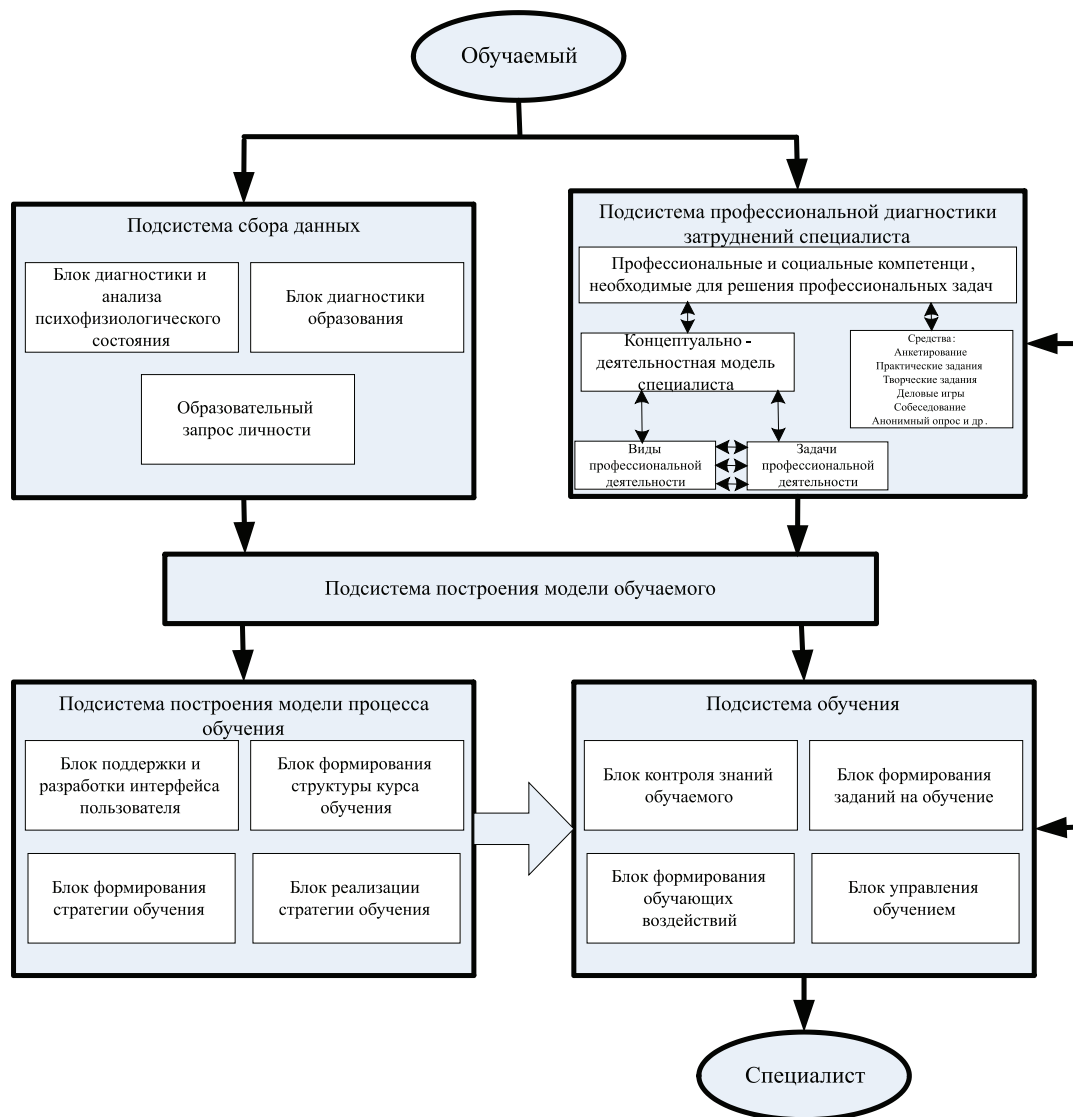 Обучаемый
Подсистема сбора данных
Блок диагностики и
анализа
психофизиологического
состояния
Блок диагностики
образования
Образовательный
запрос личности
Подсистема профессиональной диагностики
затруднений специалиста
Профессиональные и социальные компетенци,
необходимые для решения профессиональных задач
Концептуально -
деятельностная модель
специалиста
Средства:
Анкетирование
Практические задания
Творческие задания
Деловые игры
Собеседование
Анонимный опрос и др.
Виды
профессиональной
деятельности
Задачи
профессиональной
деятельности
Подсистема построения модели обучаемого
Подсистема построения модели процесса
обучения
Блок поддержки и
разработки интерфейса
пользователя
Блок формирования
структуры курса
обучения
Блок формирования
стратегии обучения
Блок реализации
стратегии обучения
Подсистема обучения
Блок контроля знаний
обучаемого
Блок формирования
заданий на обучение
Блок формирования
обучающих
воздействий
Блок управления
обучением
Специалист